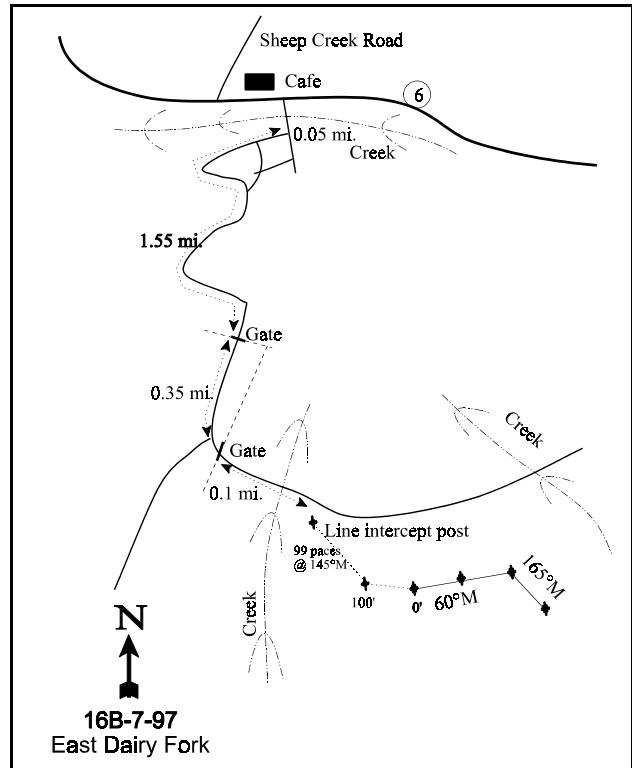 Sheep Creek Road
Cafe
6
0.05 mi.
Creek
1.55 mi.
Gate
0.35 mi.
Creek
Gate
0.1 mi.
Line intercept post
99 paces
@ 145°M
165°M
100'
0'
60°M
Creek
N
16B-7-97
East Dairy Fork